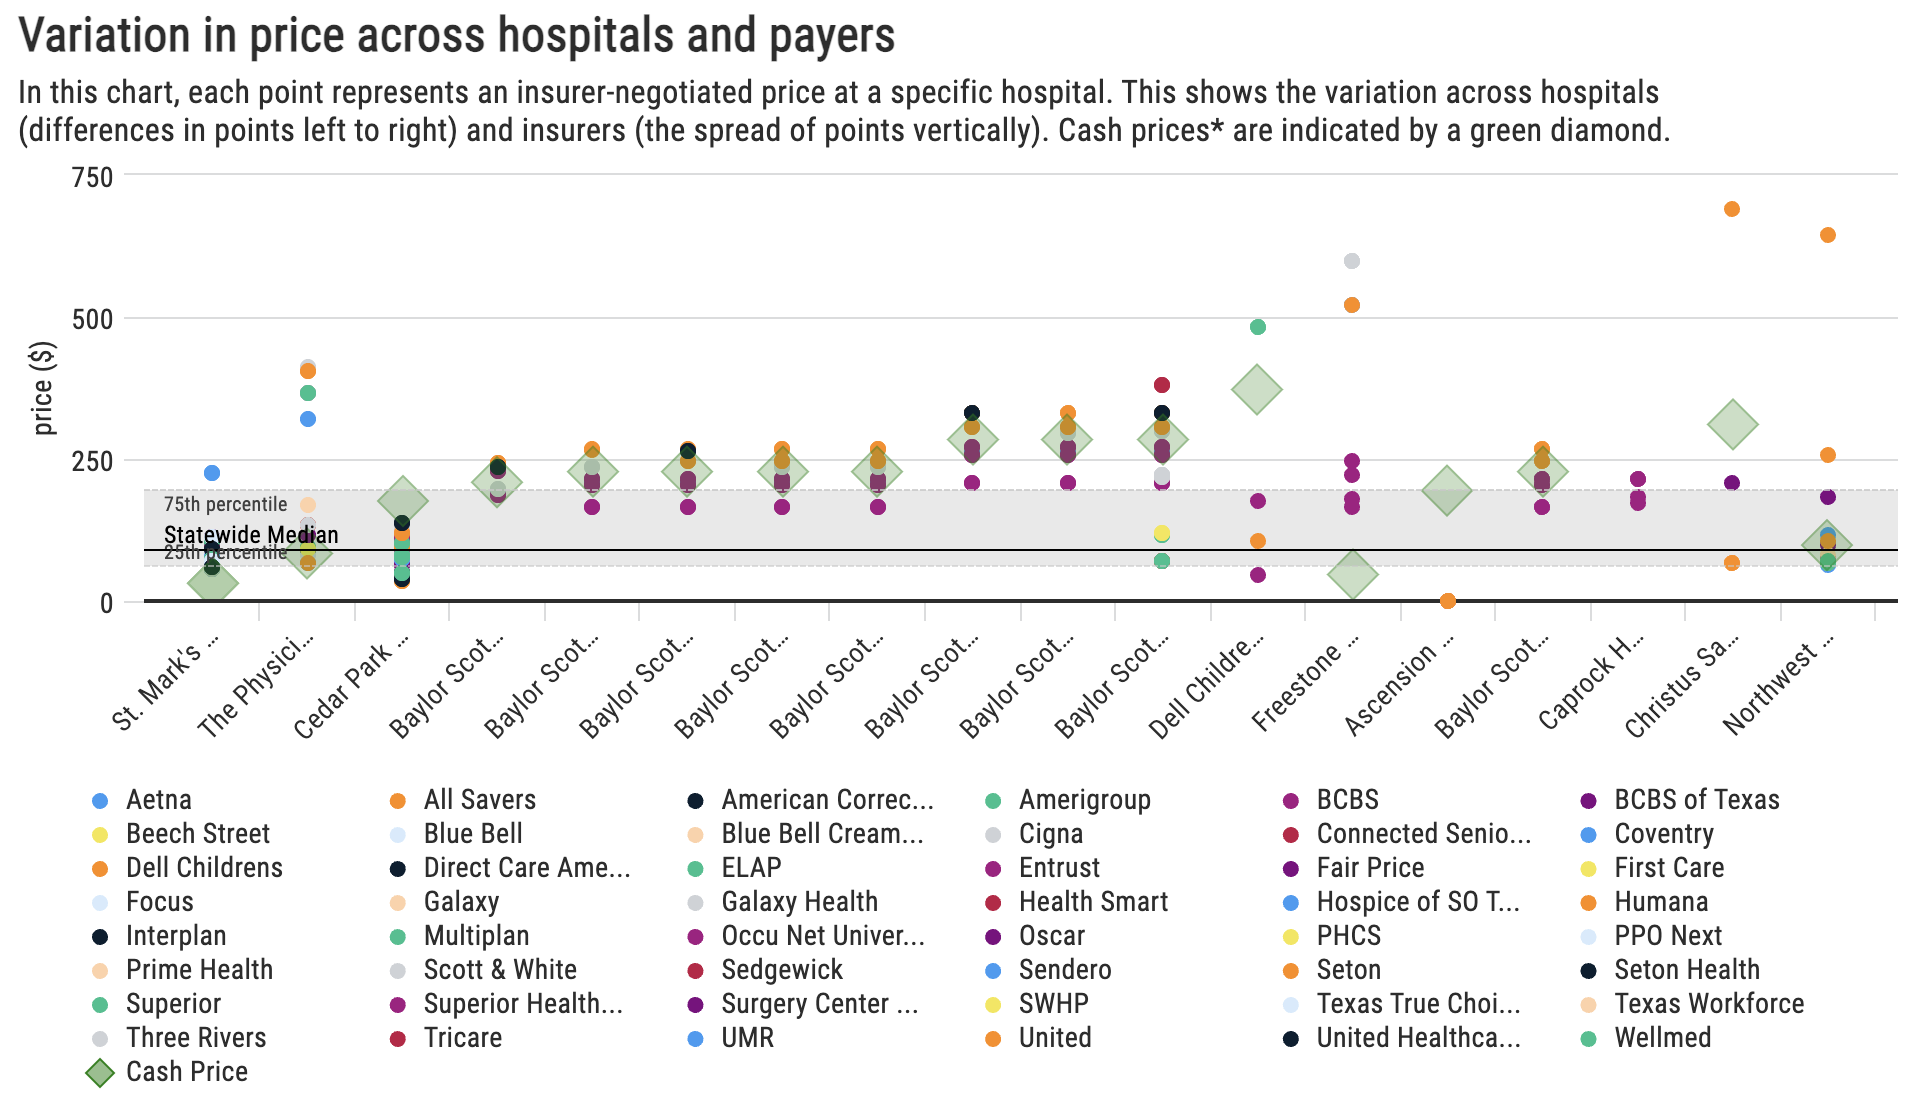 Variation in price across hospitals and payers
In this chart, each point represents an insurer-negotiated price at a specific hospital. This shows the variation across hospitals
(differences in points left to right) and insurers (the spread of points vertically). Cash prices* are indicated by a green diamond.
750
500
250
0
price ($)
75th percentile
Statewide Median
25th percentile
St. Mark's ...
The Physici...
Cedar Park ...
Baylor Scot...
Baylor Scot...
Baylor Scot...
Baylor Scot...
Baylor Scot...
Baylor Scot...
Baylor Scot...
Baylor Scot...
Dell Childre...
Freestone ...
Ascension ...
Baylor Scot...
Caprock H...
Christus Sa...
Northwest ...
Aetna All Savers American Correc... Amerigroup BCBS BCBS of Texas
Beech Street Blue Bell Blue Bell Cream... Cigna Connected Senio... Coventry
Dell Childrens Direct Care Ame... ELAP Entrust Fair Price First Care
Focus Galaxy Galaxy Health Health Smart Hospice of SO T... Humana
Interplan Multiplan Occu Net Univer... Oscar PHCS PPO Next
Prime Health Scott & White Sedgewick Sendero Seton Seton Health
Superior Superior Health... Surgery Center ... SWHP Texas True Choi... Texas Workforce
Three Rivers Tricare UMR United United Healthca... Wellmed
Cash Price